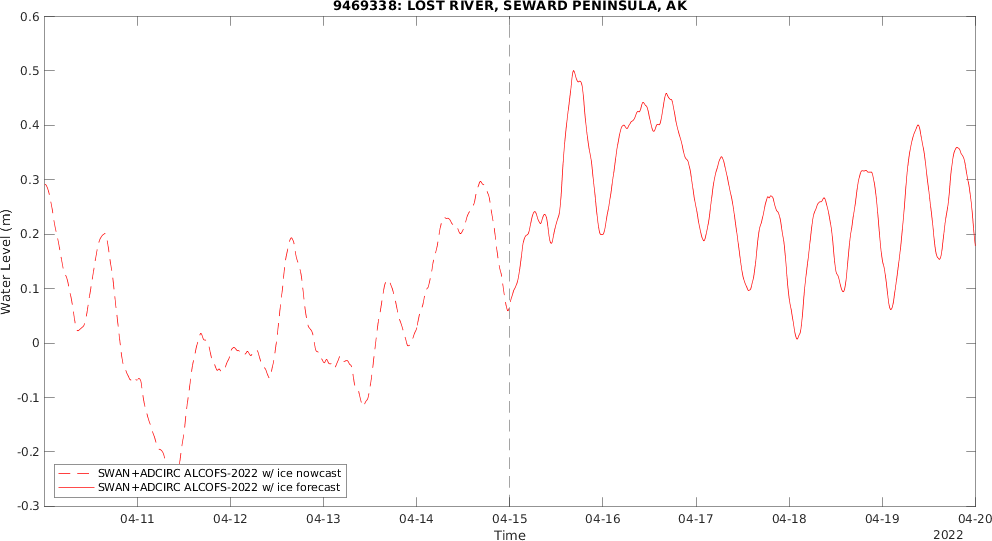 9469338: LOST RIVER, SEWARD PENINSULA, AK
0.6
0.5
0.4
0.3
0.2
0.1
0
-0.1
-0.2
-0.3
Water Level (m)
SWAN+ADCIRC ALCOFS-2022 w/ ice nowcast
SWAN+ADCIRC ALCOFS-2022 w/ ice forecast
04-11 04-12 04-13 04-14 04-15 04-16 04-17 04-18 04-19 04-20
Time
2022